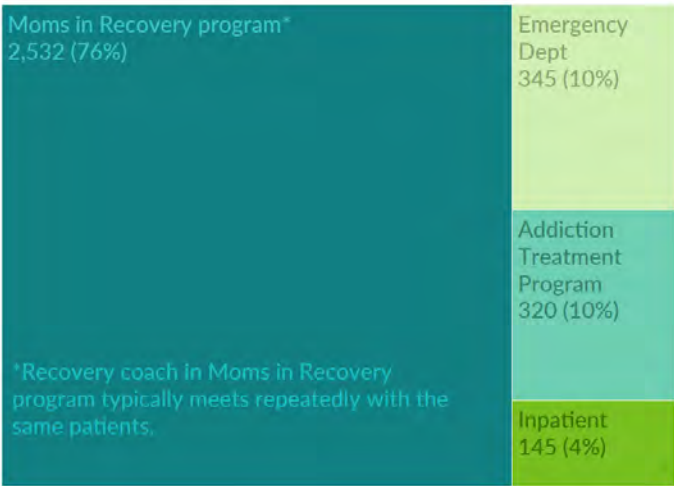 Moms in Recovery program*
2,532 (76%)
*Recovery coach in Moms in Recovery
program typically meets repeatedly with the
same patients.
Emergency
Dept
345 (10%)
Addiction
Treatment
Program
320 (10%)
Inpatient
145 (4%)